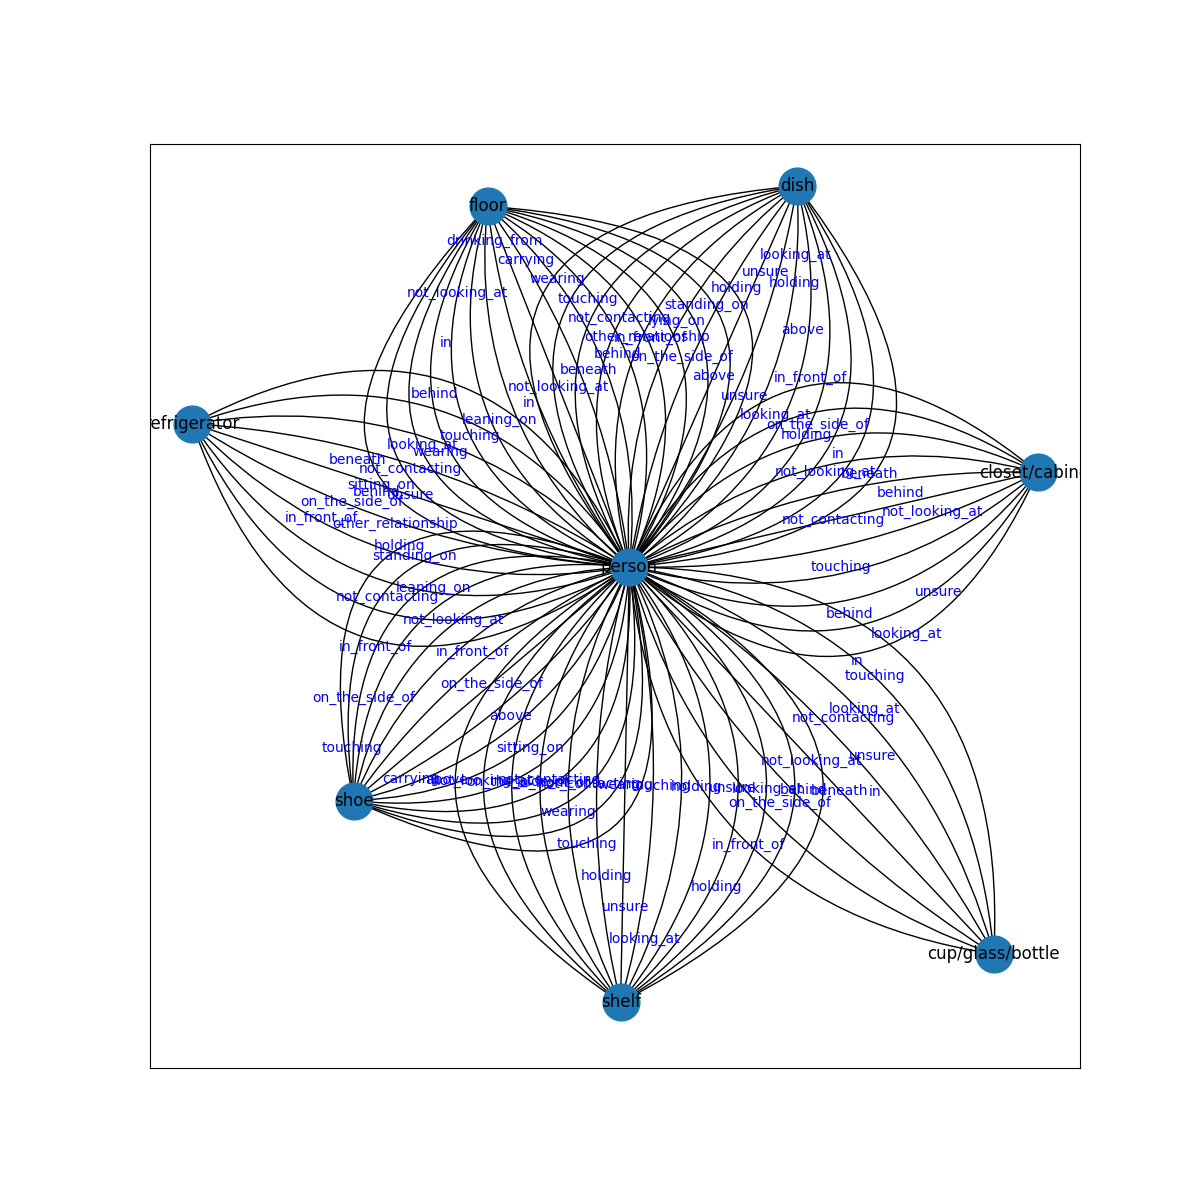 dish
floor
drinking_from
looking_at
carrying
unsure
wearing
holding
holding
not_looking_at
touching
standing_on
not_contacting
lying_on
above
other_relationship
in_front_of
in
behind
on_the_side_of
beneath
above
in_front_of
not_looking_at
behind
unsure
in
looking_at
leaning_on
on_the_side_of
refrigerator
touching
holding
looking_at
wearing
in
beneath
not_contacting
not_looking_at
beneath
closet/cabin
sitting_on
behind
unsure
behind
on_the_side_of
not_looking_at
in_front_of
other_relationship
not_contacting
holding
standing_on
person
touching
leaning_on
not_contacting
unsure
not_looking_at
behind
looking_at
in_front_of
in_front_of
in
touching
on_the_side_of
on_the_side_of
looking_at
above
not_contacting
touching
sitting_on
unsure
not_looking_at
carrying
above
not_contacting
wearing
touching
holding
unsure
looking_at
behind
beneath
in
shoe
on_the_side_of
wearing
touching
in_front_of
holding
holding
unsure
looking_at
cup/glass/bottle
shelf